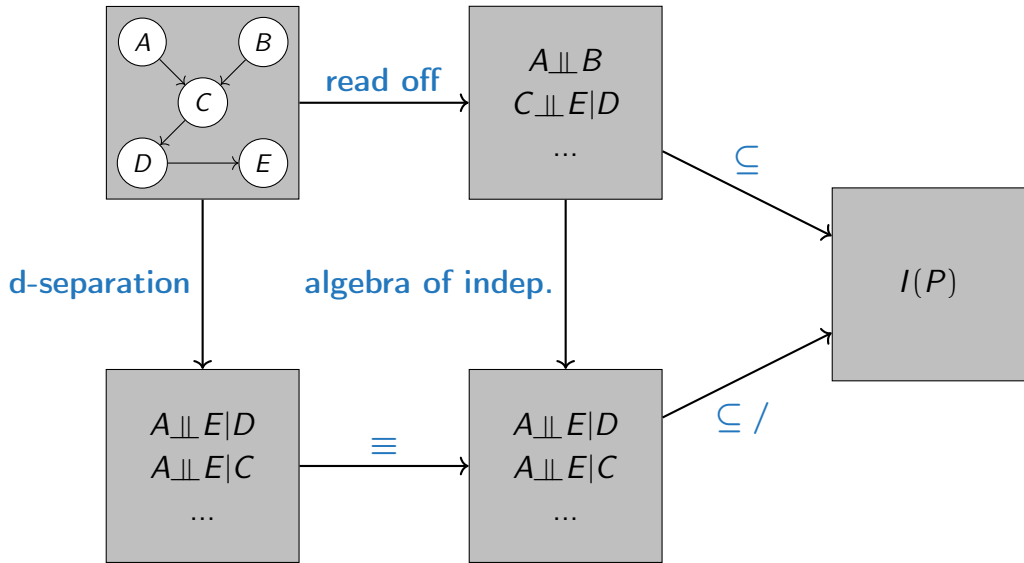 A
B
C
D
E
read off
A⫫B
C⫫E|D
...
⊆
I(P)
d-separation
algebra of indep.
A⫫E|D
A⫫E|C
...
≡
A⫫E|D
A⫫E|C
...
⊆ /